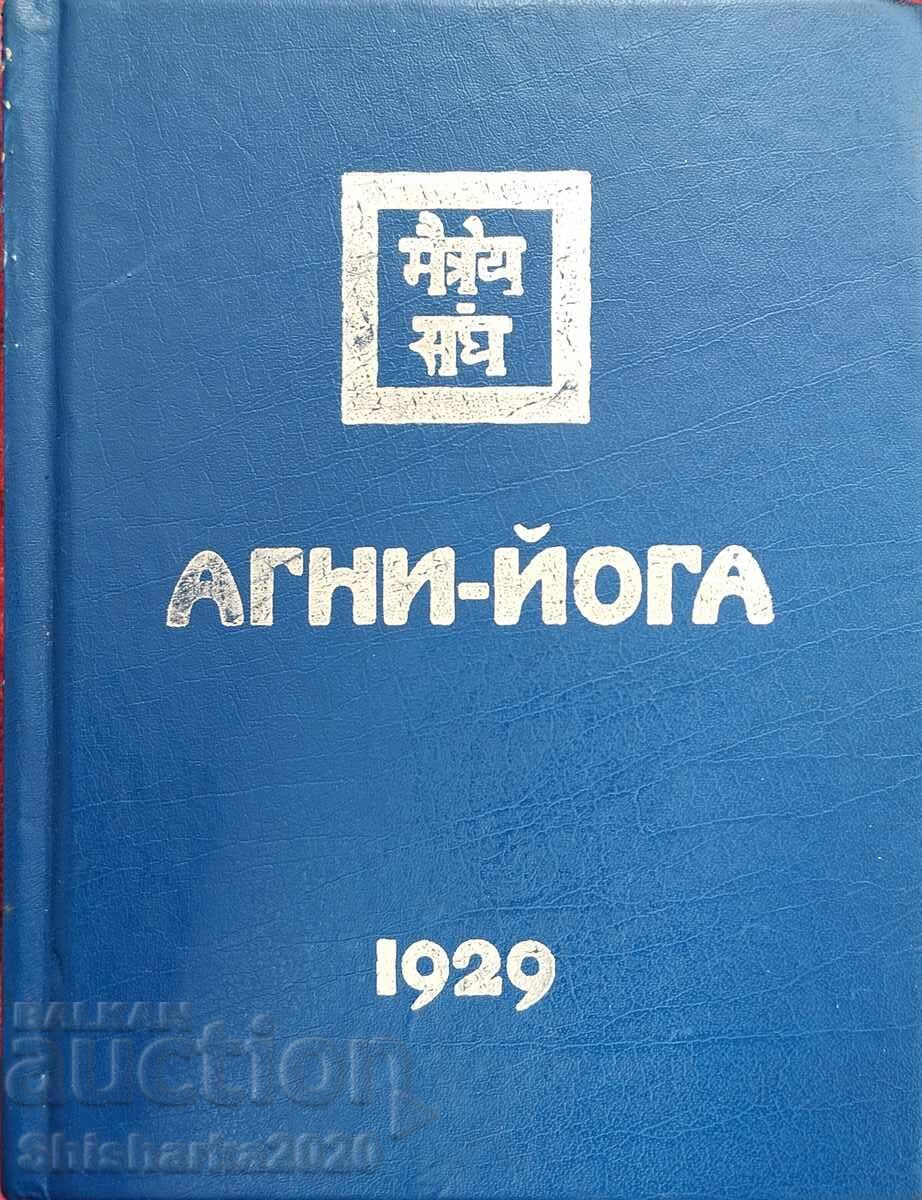 मैत्रेय
संघ
АГНИ-ЙОГА
1929
BALKAN
auction
Shisharka2020